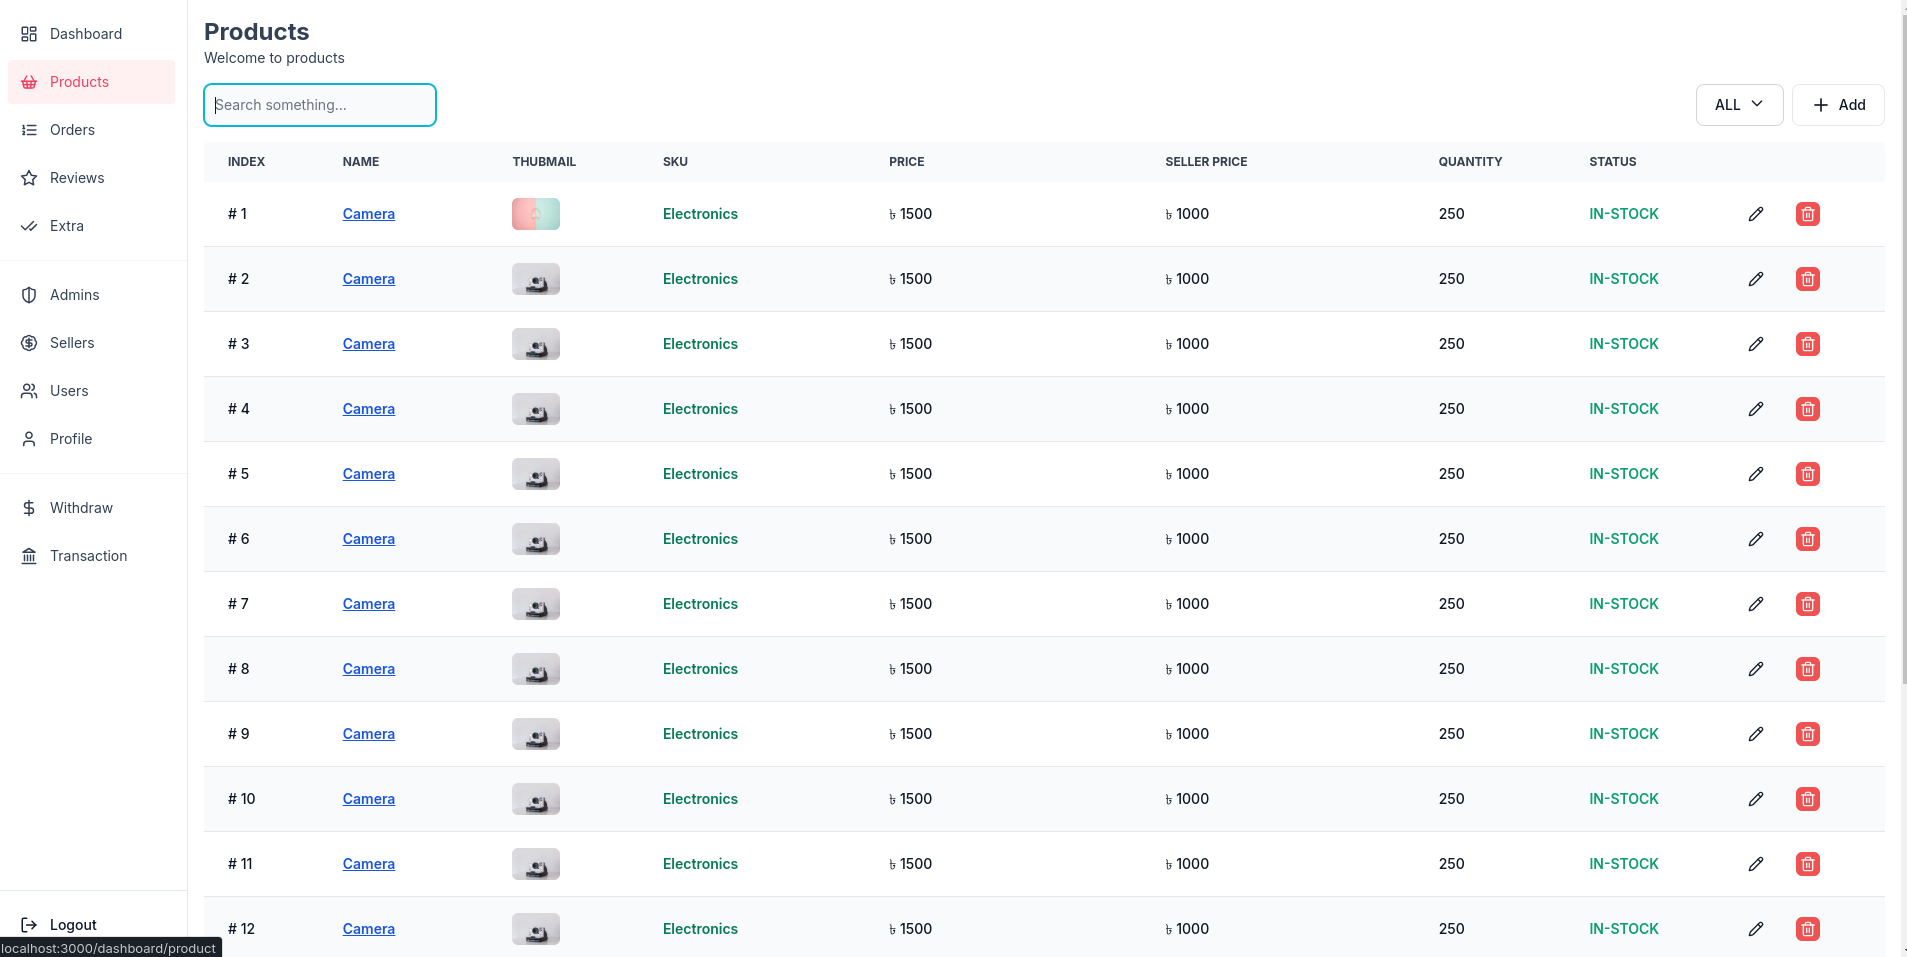 Dashboard
Products
Orders
Reviews
Extra
Admins
Sellers
Users
Profile
Withdraw
Transaction
Logout
localhost:3000/dashboard/product
Products
Welcome to products
Search something...
ALL
Add
INDEX NAME THUBMAIL SKU PRICE SELLER PRICE QUANTITY STATUS
# 1 Camera Electronics ৳ 1500 ৳ 1000 250 IN-STOCK
# 2 Camera Electronics ৳ 1500 ৳ 1000 250 IN-STOCK
# 3 Camera Electronics ৳ 1500 ৳ 1000 250 IN-STOCK
# 4 Camera Electronics ৳ 1500 ৳ 1000 250 IN-STOCK
# 5 Camera Electronics ৳ 1500 ৳ 1000 250 IN-STOCK
# 6 Camera Electronics ৳ 1500 ৳ 1000 250 IN-STOCK
# 7 Camera Electronics ৳ 1500 ৳ 1000 250 IN-STOCK
# 8 Camera Electronics ৳ 1500 ৳ 1000 250 IN-STOCK
# 9 Camera Electronics ৳ 1500 ৳ 1000 250 IN-STOCK
# 10 Camera Electronics ৳ 1500 ৳ 1000 250 IN-STOCK
# 11 Camera Electronics ৳ 1500 ৳ 1000 250 IN-STOCK
# 12 Camera Electronics ৳ 1500 ৳ 1000 250 IN-STOCK